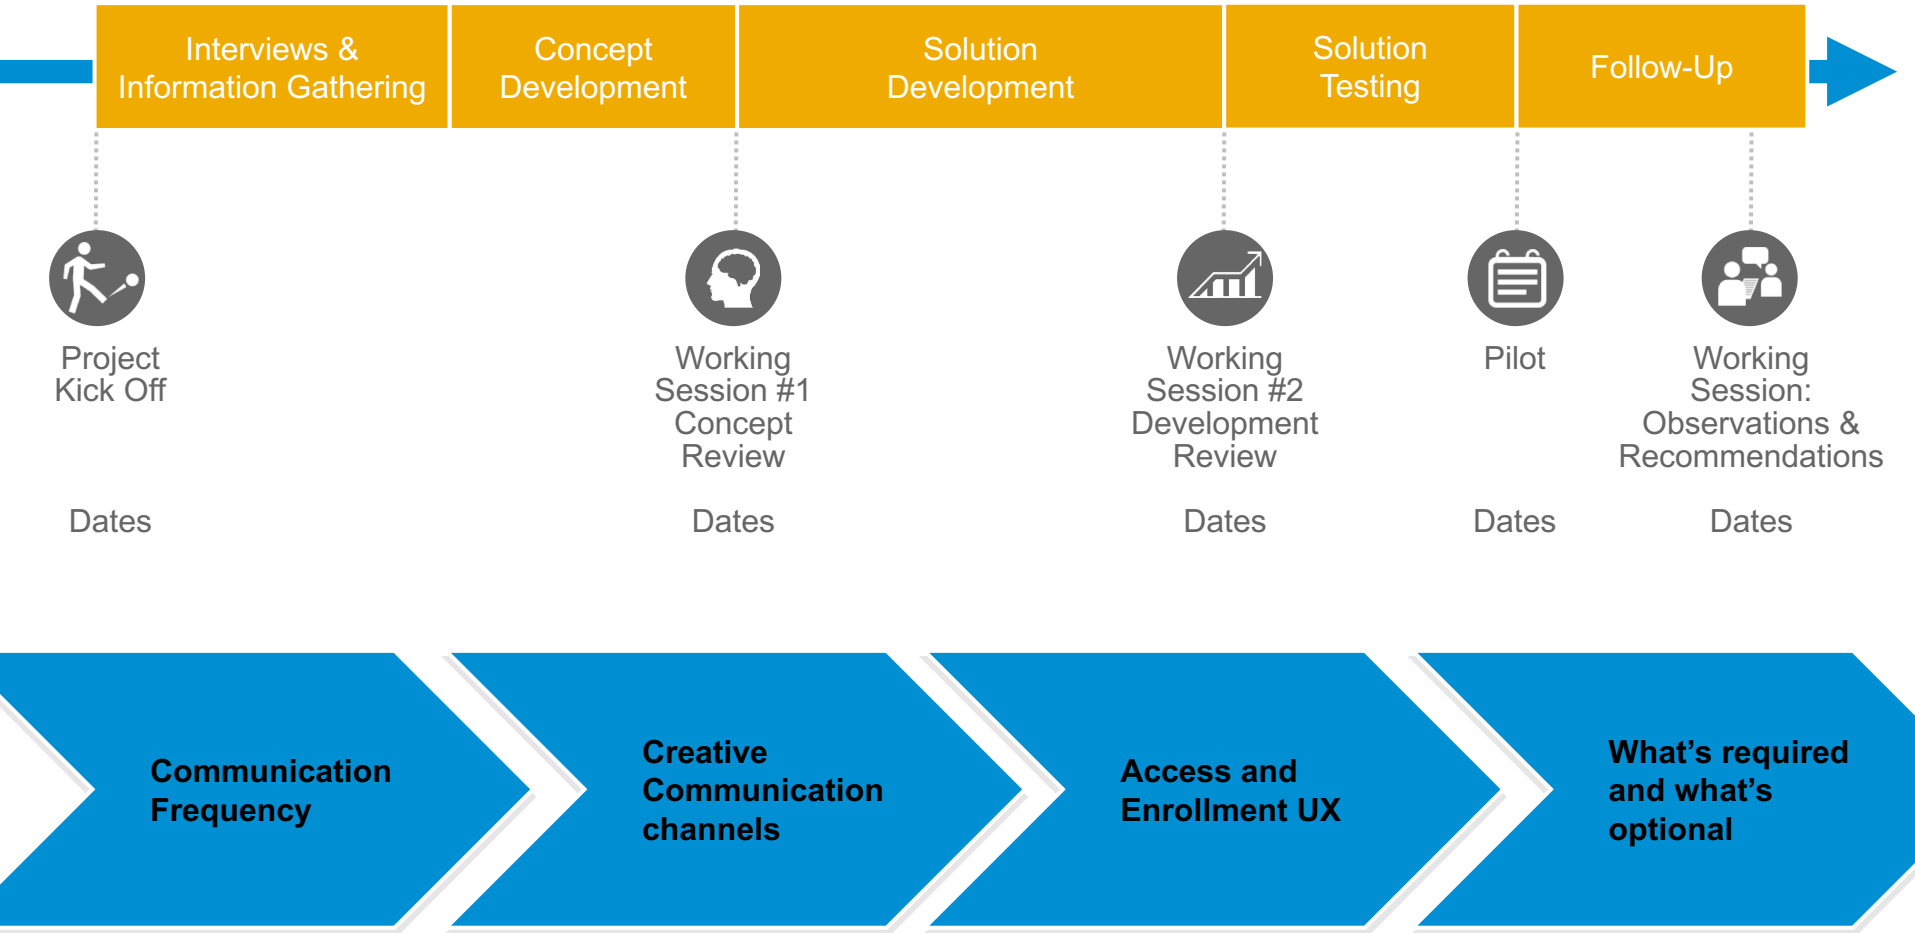 Interviews &
Information Gathering
Concept
Development
Solution
Development
Solution
Testing
Follow-Up
Project
Kick Off
Dates
Working
Session #1
Concept
Review
Dates
Working
Session #2
Development
Review
Dates
Pilot
Dates
Working
Session:
Observations &
Recommendations
Dates
Communication
Frequency
Creative
Communication
channels
Access and
Enrollment UX
What’s required
and what’s
optional